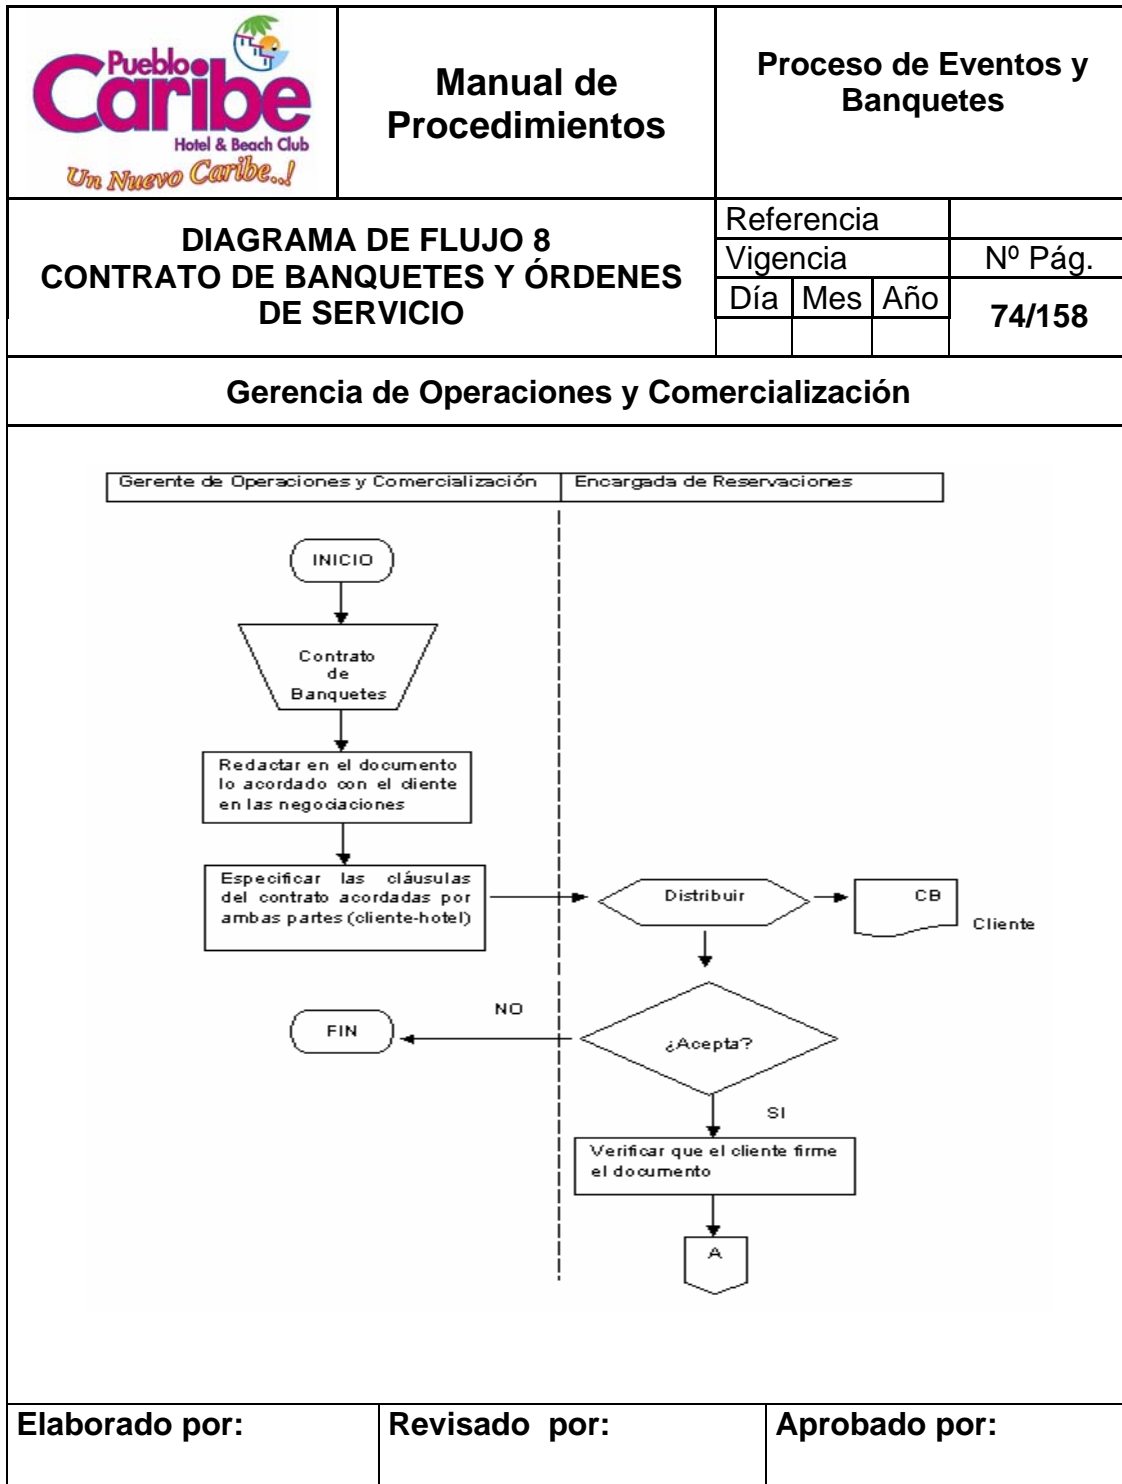 Pueblo
Caribe
Hotel & Beach Club
Un Nuevo Caribe..!
Manual de
Procedimientos
Proceso de Eventos y
Banquetes
DIAGRAMA DE FLUJO 8
CONTRATO DE BANQUETES Y ÓRDENES
DE SERVICIO
Referencia
Vigencia
Nº Pág.
Día
Mes
Año
74/158
Gerencia de Operaciones y Comercialización
Gerente de Operaciones y Comercialización
Encargada de Reservaciones
INICIO
Contrato
de
Banquetes
Redactar en el documento
lo acordado con el cliente
en las negociaciones
Especificar las cláusulas
del contrato acordadas por
ambas partes (cliente-hotel)
Distribuir
CB
Cliente
NO
FIN
¿Acepta?
SI
Verificar que el cliente firme
el documento
A
Elaborado por:
Revisado por:
Aprobado por: